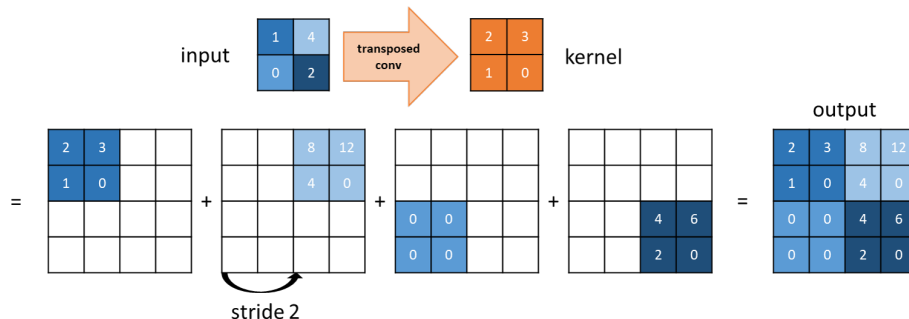 input
1 4
0 2
transposed
conv
2 3
1 0
kernel
output
=
2 3
1 0
+
8 12
4 0
+
0 0
0 0
+
4 6
2 0
=
2 3 8 12
1 0 4 0
0 0 4 6
0 0 2 0
stride 2